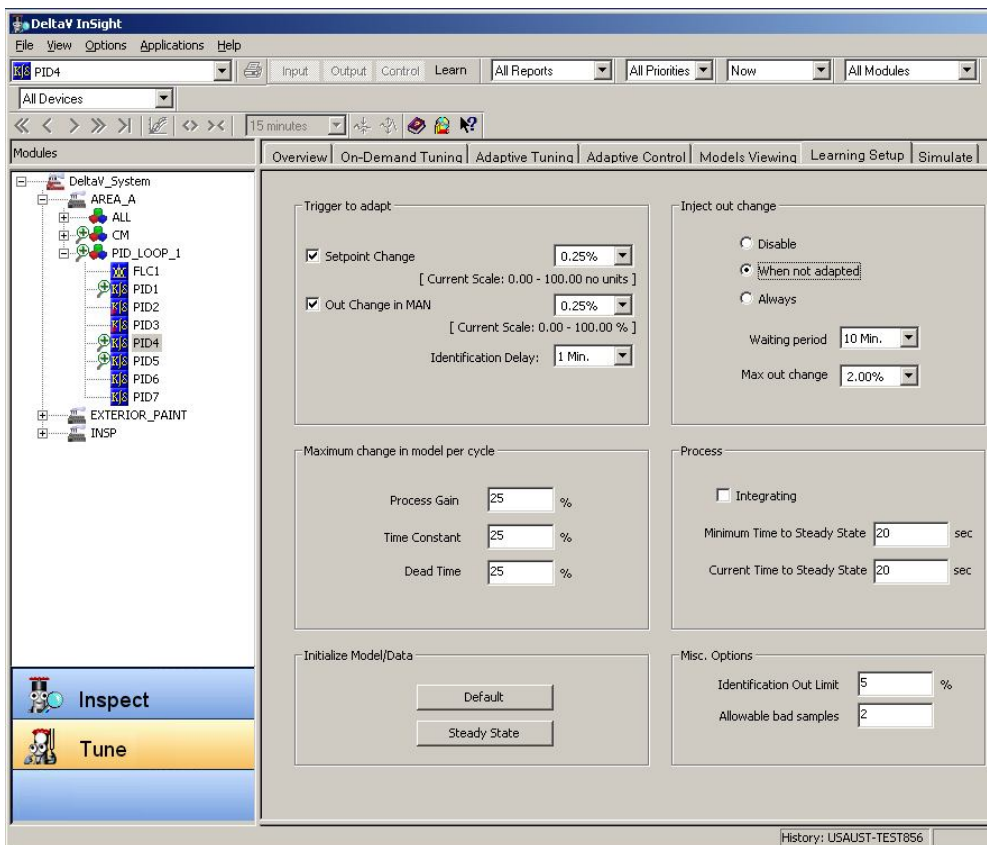 DeltaV InSight
File View Options Applications Help
PID4 Input Output Control Learn All Reports All Priorities Now All Modules
All Devices
15 minutes
Modules
Overview On-Demand Tuning Adaptive Tuning Adaptive Control Models Viewing Learning Setup Simulate
DeltaV_System
AREA_A
ALL
CM
PID_LOOP_1
FLC1
PID1
PID2
PID3
PID4
PID5
PID6
PID7
EXTERIOR_PAINT
INSP
Inspect
Tune
Trigger to adapt
Setpoint Change 0.25%
[ Current Scale: 0.00 - 100.00 no units ]
Out Change in MAN 0.25%
[ Current Scale: 0.00 - 100.00 % ]
Identification Delay: 1 Min.
Inject out change
Disable
When not adapted
Always
Waiting period 10 Min.
Max out change 2.00%
Maximum change in model per cycle
Process Gain 25 %
Time Constant 25 %
Dead Time 25 %
Process
Integrating
Minimum Time to Steady State 20 sec
Current Time to Steady State 20 sec
Initialize Model/Data
Default
Steady State
Misc. Options
Identification Out Limit 5 %
Allowable bad samples 2
History: USAUST-TEST856